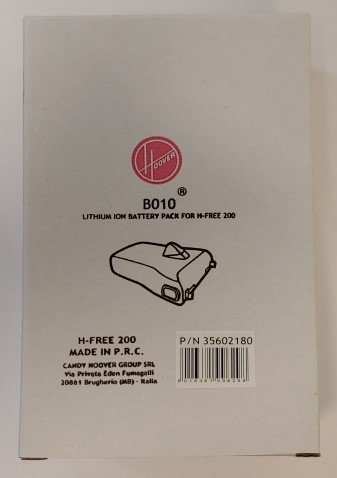 HOOVER
®
B010
LITHIUM ION BATTERY PACK FOR H-FREE 200
H-FREE 200
MADE IN P.R.C.
CANDY HOOVER GROUP SRL
Via Privata Eden Fumagalli
20861 Brugherio (MB) - Italia
P/N 35602180